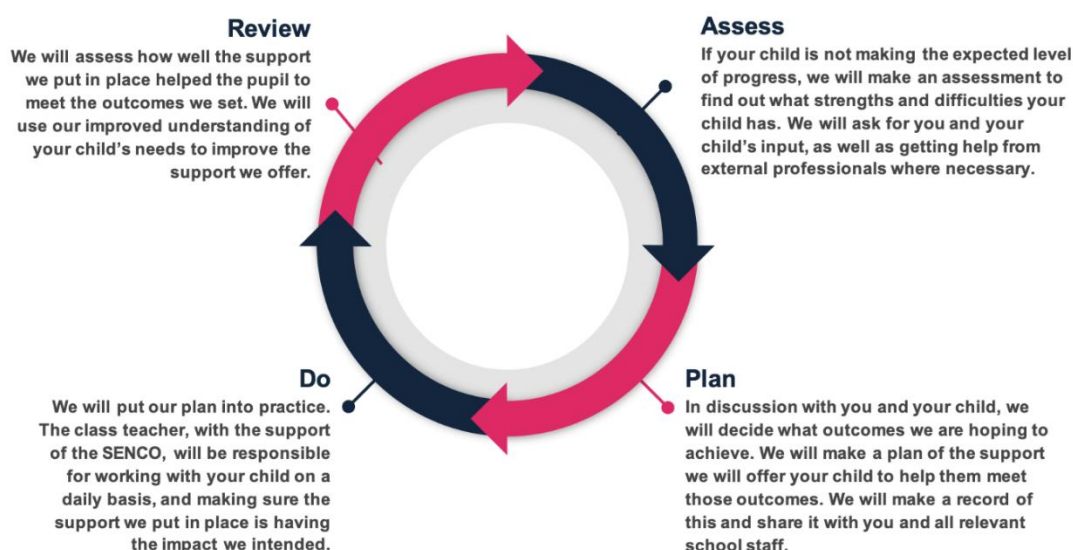 Review
We will assess how well the support
we put in place helped the pupil to
meet the outcomes we set. We will
use our improved understanding of
your child's needs to improve the
support we offer.
Assess
If your child is not making the expected level
of progress, we will make an assessment to
find out what strengths and difficulties your
child has. We will ask for you and your
child's input, as well as getting help from
external professionals where necessary.
Do
We will put our plan into practice.
The class teacher, with the support
of the SENCO, will be responsible
for working with your child on a
daily basis, and making sure the
support we put in place is having
the impact we intended.
Plan
In discussion with you and your child, we
will decide what outcomes we are hoping to
achieve. We will make a plan of the support
we will offer your child to help them meet
those outcomes. We will make a record of
this and share it with you and all relevant
school staff.